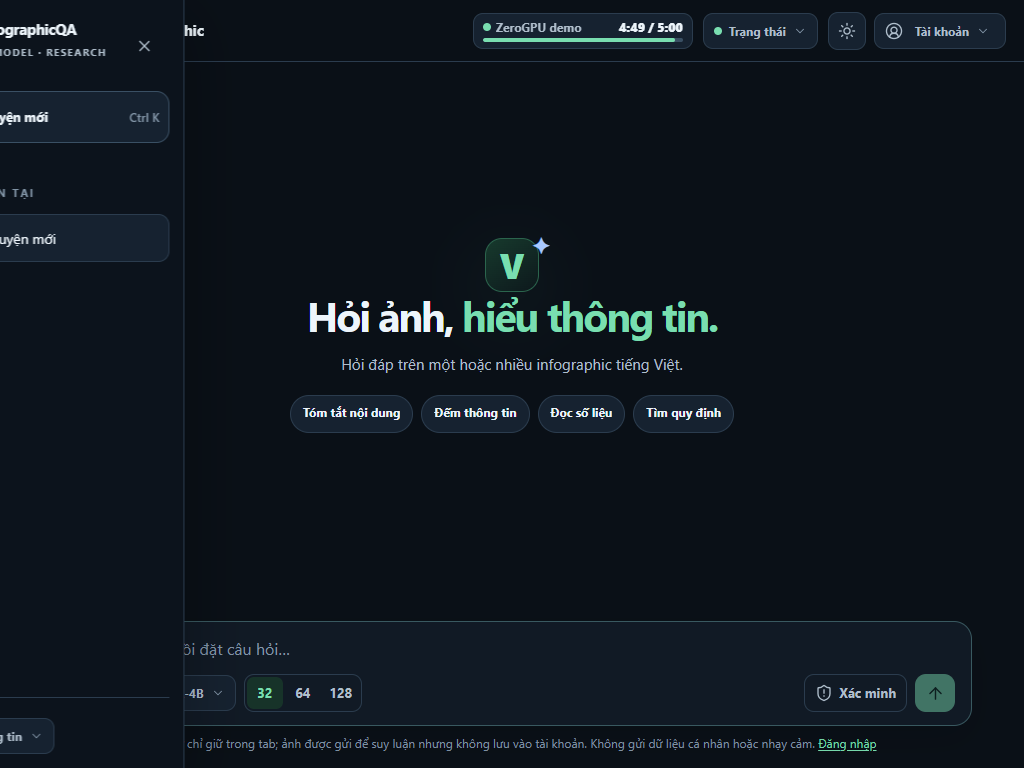 ographicQA
MODEL · RESEARCH
yện mới
Ctrl K
N TẠI
uyện mới
g tin
hic
ZeroGPU demo 4:49 / 5:00
Trạng thái
Tài khoản
V
Hỏi ảnh, hiểu thông tin.
Hỏi đáp trên một hoặc nhiều infographic tiếng Việt.
Tóm tắt nội dung
Đếm thông tin
Đọc số liệu
Tìm quy định
ồi đặt câu hỏi...
-4B
32 64 128
Xác minh
chỉ giữ trong tab; ảnh được gửi để suy luận nhưng không lưu vào tài khoản. Không gửi dữ liệu cá nhân hoặc nhạy cảm. Đăng nhập